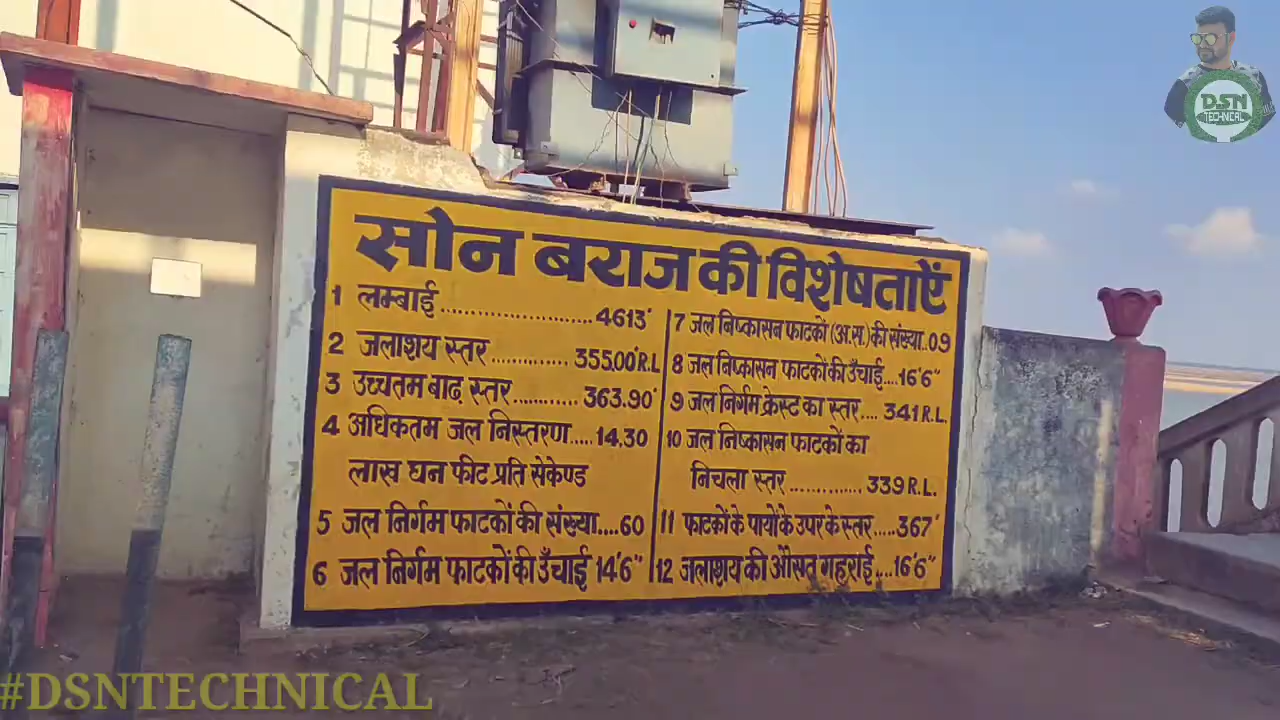 सोन बराज की विशेषताऐं
1 लम्बाई......................4613'
2 जलाशय स्तर............355.00'R.L
3 उच्चतम बाढ़ स्तर...........363.90'
4 अधिकतम जल निस्तरण.....14.30
लाख घन फीट प्रति सेकेण्ड
5 जल निर्गम फाटकों की संख्या....60
6 जल निर्गम फाटकों की उँचाई 14'6"
7 जल निष्कासन फाटकों (अ.स.) की संख्या..09
8 जल निष्कासन फाटकों की उँचाई....16'6"
9 जल निर्गम क्रेस्ट का स्तर.... 341 R.L.
10 जल निष्कासन फाटकों का
निचला स्तर.............339 R.L.
11 फाटकों के पायों के उपर के स्तर.....367'
12 जलाशय की औसत गहराई....16'6"
DSN
TECHNICAL
#DSNTECHNICAL